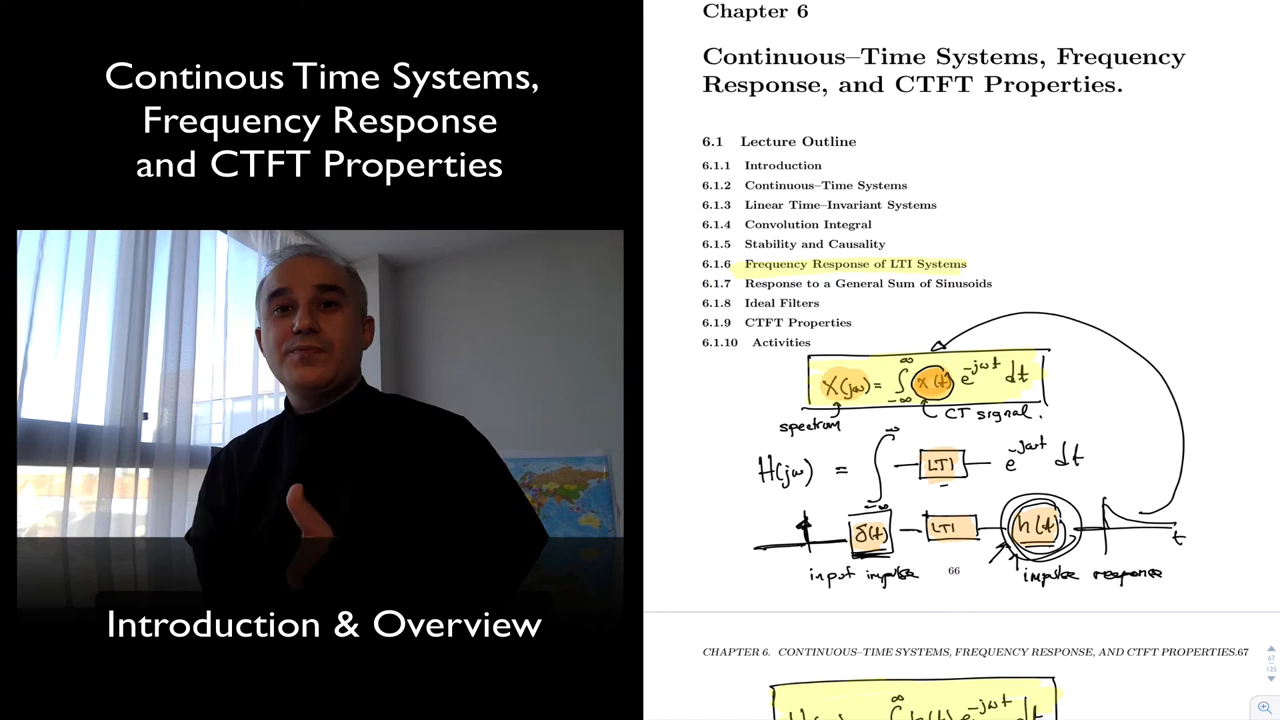 Continous Time Systems,
Frequency Response
and CTFT Properties
Introduction & Overview
Chapter 6
Continuous–Time Systems, Frequency
Response, and CTFT Properties.
6.1 Lecture Outline
6.1.1 Introduction
6.1.2 Continuous–Time Systems
6.1.3 Linear Time–Invariant Systems
6.1.4 Convolution Integral
6.1.5 Stability and Causality
6.1.6 Frequency Response of LTI Systems
6.1.7 Response to a General Sum of Sinusoids
6.1.8 Ideal Filters
6.1.9 CTFT Properties
6.1.10 Activities
X(jω) = ∫_{-∞}^{∞} x(t) e^{-jωt} dt
spectrum CT signal.
H(jω) = ∫_{-∞}^{∞} LTI e^{-jωt} dt
δ(t) LTI h(t) t
input impulse 66 impulse response
CHAPTER 6. CONTINUOUS–TIME SYSTEMS, FREQUENCY RESPONSE, AND CTFT PROPERTIES.67
67
125